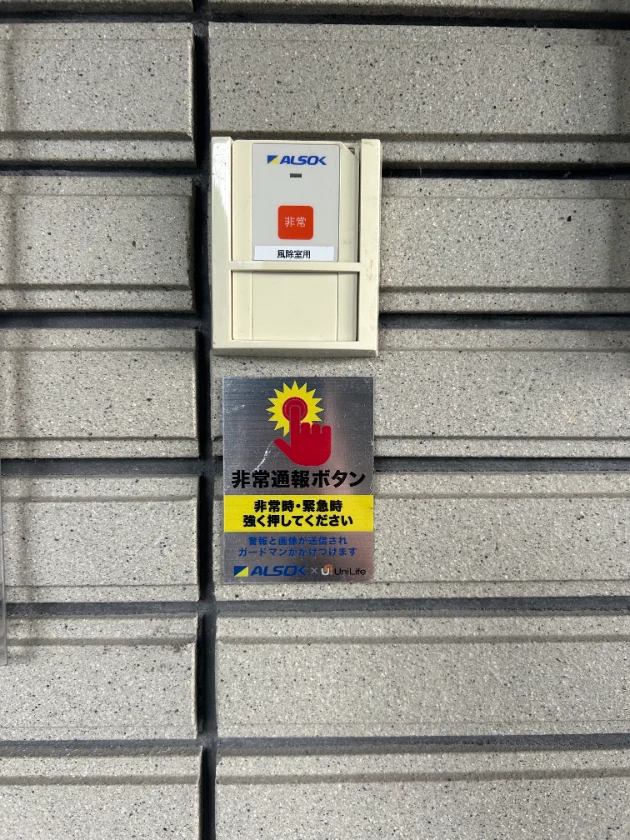 ALSOK
非常
風除室用
非常通報ボタン
非常時・緊急時
強く押してください
警報と画像が送信され
ガードマンがかけつけます
ALSOK × UniLife